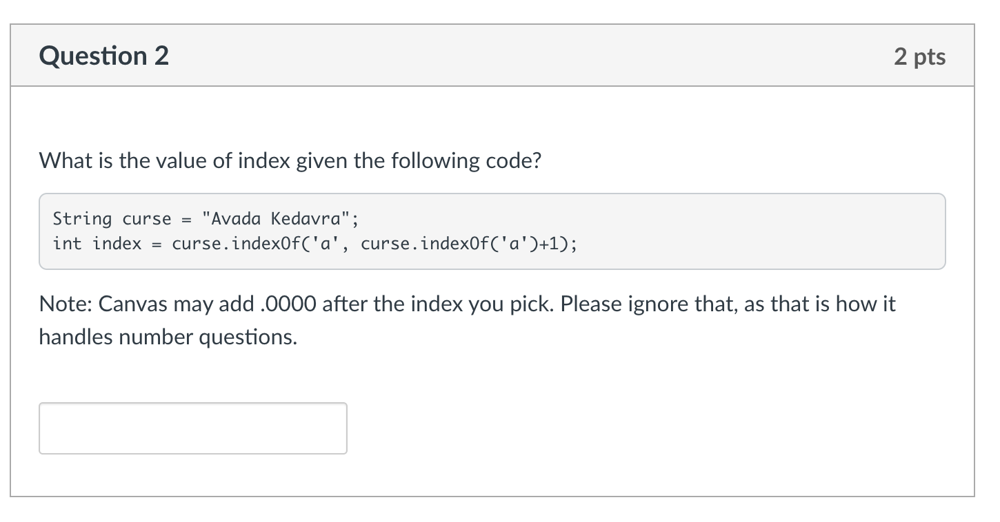 Question 2
2 pts
What is the value of index given the following code?
String curse = "Avada Kedavra";
int index = curse.indexOf('a', curse.indexOf('a')+1);
Note: Canvas may add .0000 after the index you pick. Please ignore that, as that is how it
handles number questions.